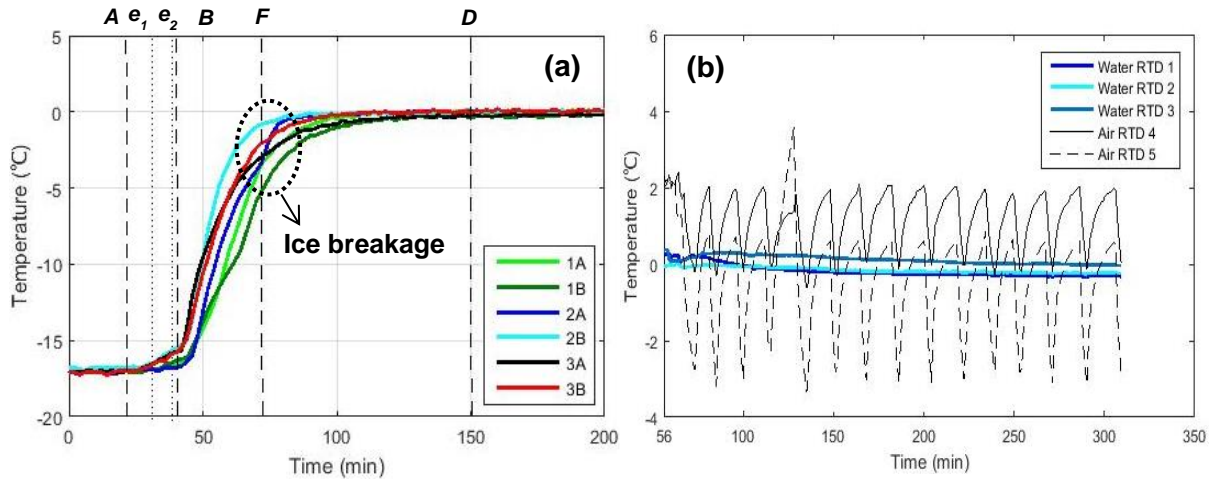 A e1 e2 B F D
(a)
Temperature (℃)
5
0
-5
-10
-15
-20
0 50 100 150 200
Time (min)
Ice breakage
1A
1B
2A
2B
3A
3B
(b)
Temperature (℃)
6
4
2
0
-2
-4
56 100 150 200 250 300 350
Time (min)
Water RTD 1
Water RTD 2
Water RTD 3
Air RTD 4
Air RTD 5